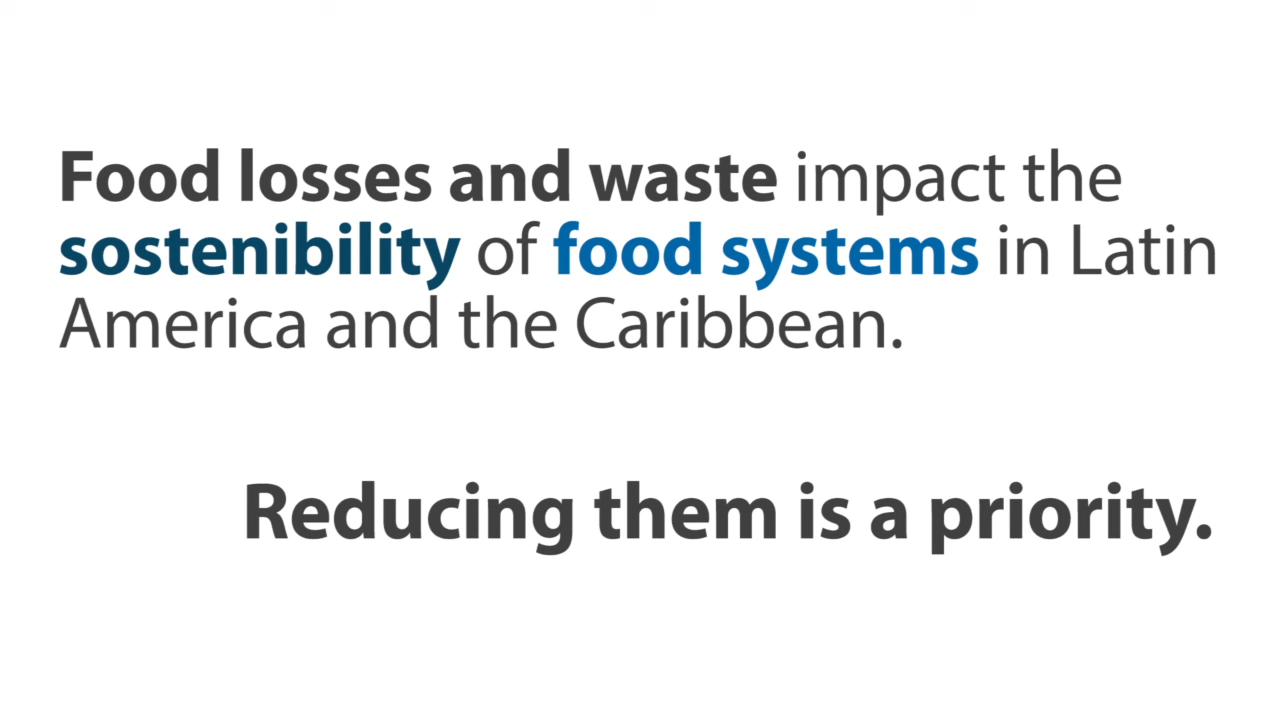 Food losses and waste impact the
sostenibility of food systems in Latin
America and the Caribbean.
Reducing them is a priority.